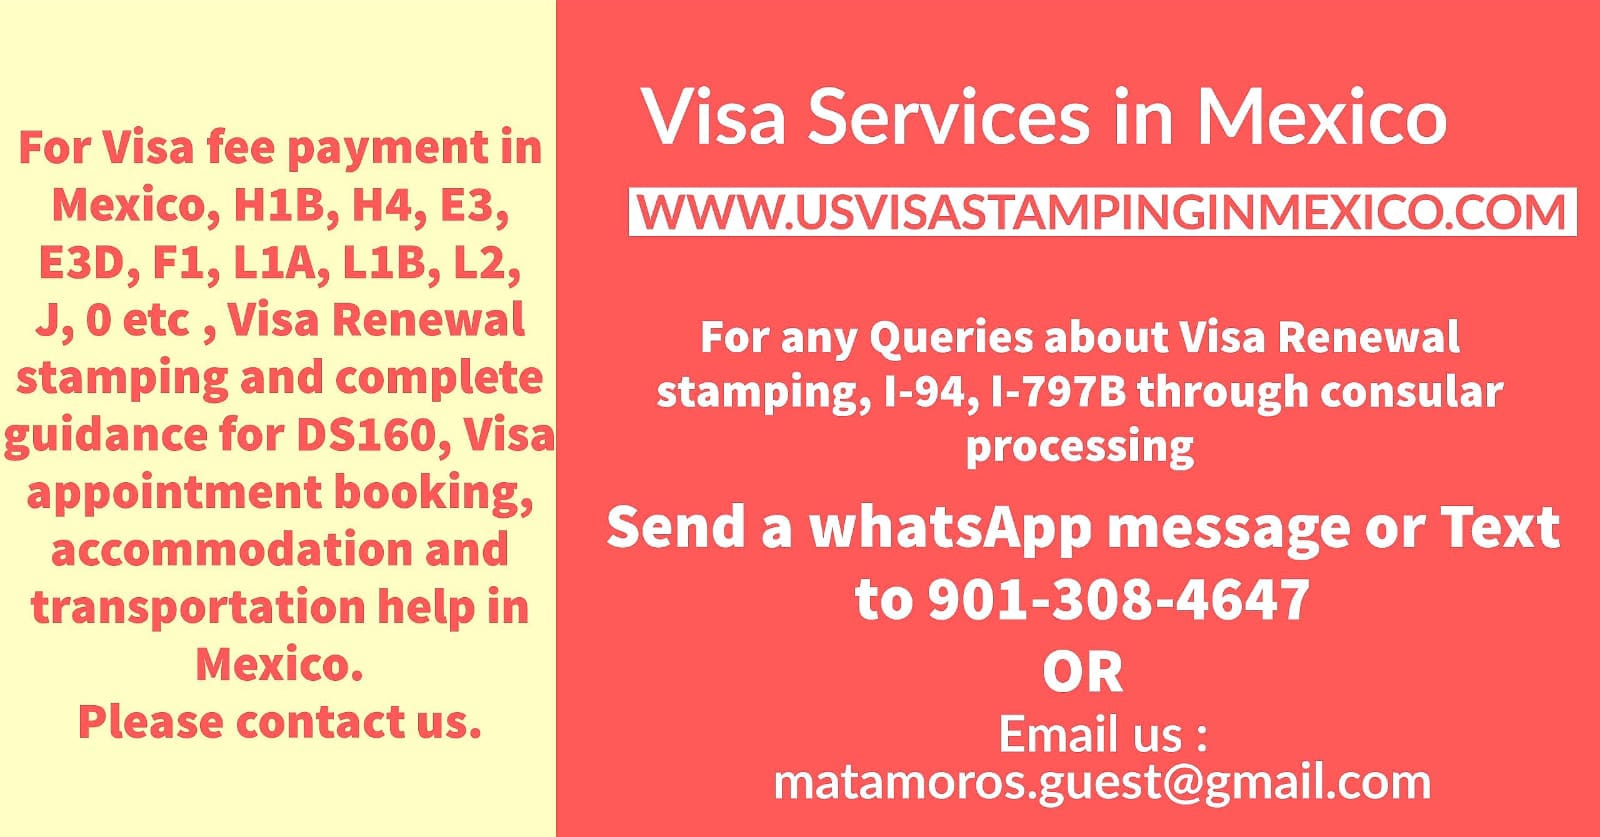 For Visa fee payment in
Mexico, H1B, H4, E3,
E3D, F1, L1A, L1B, L2,
J, 0 etc , Visa Renewal
stamping and complete
guidance for DS160, Visa
appointment booking,
accommodation and
transportation help in
Mexico.
Please contact us.
Visa Services in Mexico
WWW.USVISASTAMPINGINMEXICO.COM
For any Queries about Visa Renewal
stamping, I-94, I-797B through consular
processing
Send a whatsApp message or Text
to 901-308-4647
OR
Email us :
matamoros.guest@gmail.com